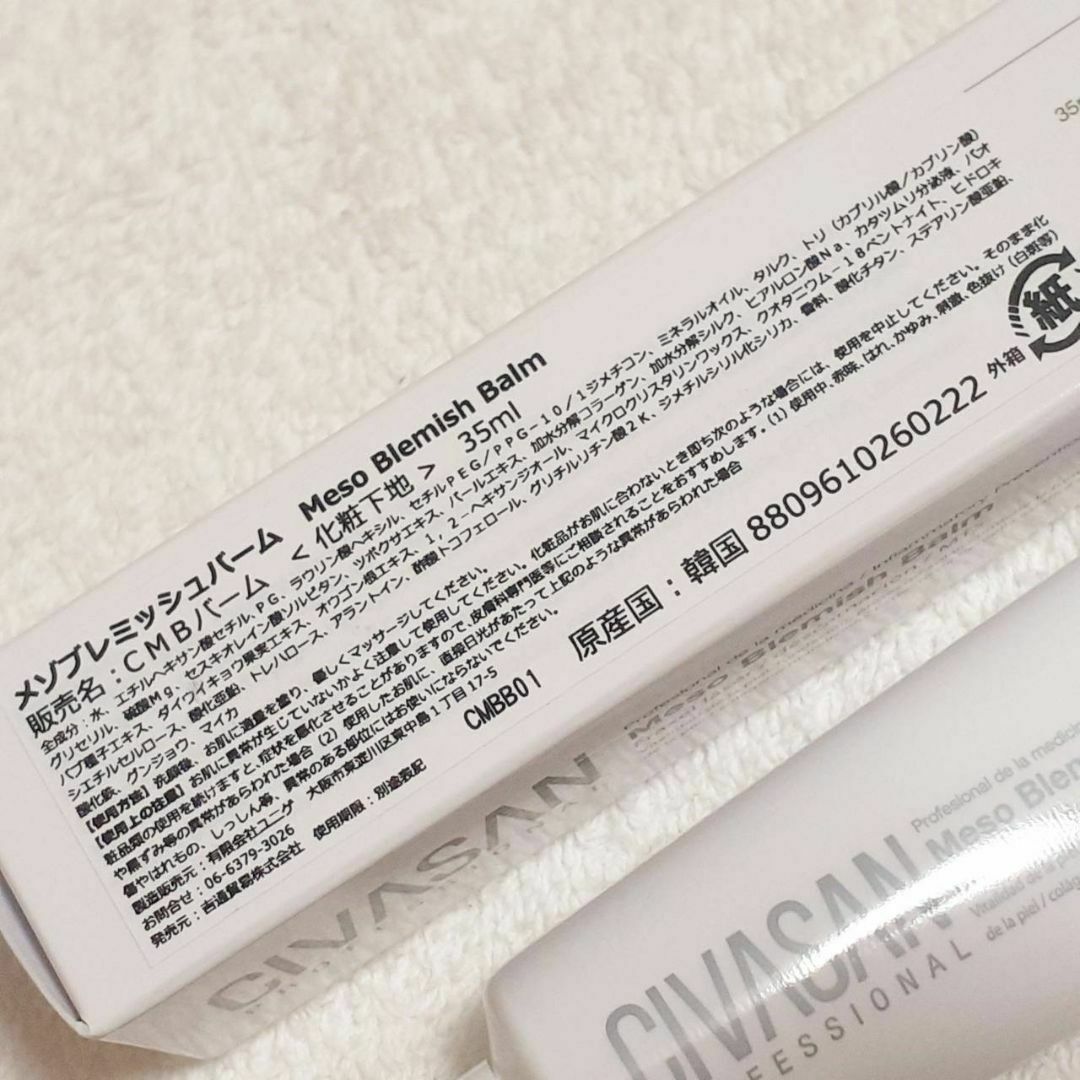 メソブレミッシュバーム Meso Blemish Balm
販売名：ＣＭＢバーム ＜化粧下地＞ 35ml
全成分：水、エチルヘキサン酸セチル、PG、ラウリン酸ヘキシル、セチルＰＥＧ／ＰＰＧ－１０／１ジメチコン、ミネラルオイル、タルク、トリ（カプリル酸／カプリン酸）
グリセリル、硫酸Mg、セスキオレイン酸ソルビタン、ツボクサエキス、パールエキス、加水分解コラーゲン、加水分解シルク、ヒアルロン酸Ｎａ、カタツムリ分泌液、バオ
バブ種子エキス、ダイウイキョウ果実エキス、オウゴン根エキス、１，２－ヘキサンジオール、マイクロクリスタリンワックス、クオタニウム－１８ベントナイト、ヒドロキ
シエチルセルロース、トレハロース、アラントイン、酢酸トコフェロール、グリチルリチン酸２Ｋ、ジメチルシリル化シリカ、香料、酸化チタン、ステアリン酸亜鉛、
酸化鉄、グンジョウ、酸化亜鉛、マイカ
【使用方法】洗顔後、お肌に適量を塗り、優しくマッサージしてください。
【使用上の注意】お肌に異常が生じていないかよく注意して使用してください。化粧品がお肌に合わないとき即ち次のような場合には、使用を中止してください。そのまま化
粧品類の使用を続けますと、症状を悪化させることがありますので、皮膚科専門医等にご相談されることをおすすめします。(1) 使用中、赤味、はれ、かゆみ、刺激、色抜け（白斑等）
や黒ずみ等の異常があらわれた場合 (2) 使用したお肌に、直接日光があたって上記のような異常があらわれた場合
傷やはれもの、しっしん等、異常のある部位にはお使いにならないでください。
製造販売元：有限会社ユニゲ 大阪市東淀川区東中島１丁目17-5
お問合せ：06-6379-3026
発売元：吉通貿易株式会社 使用期限：別途表記
CMBB01
原産国：韓国 8809610260222 外箱
紙
35
CIVASAN
Profesional de la medicina / Inflammatory
Meso Blemish Balm
CIVASAN
FESSIONAL
Profesional de la medicin
Meso Blem
Vitalidad de la p
de la piel / colág